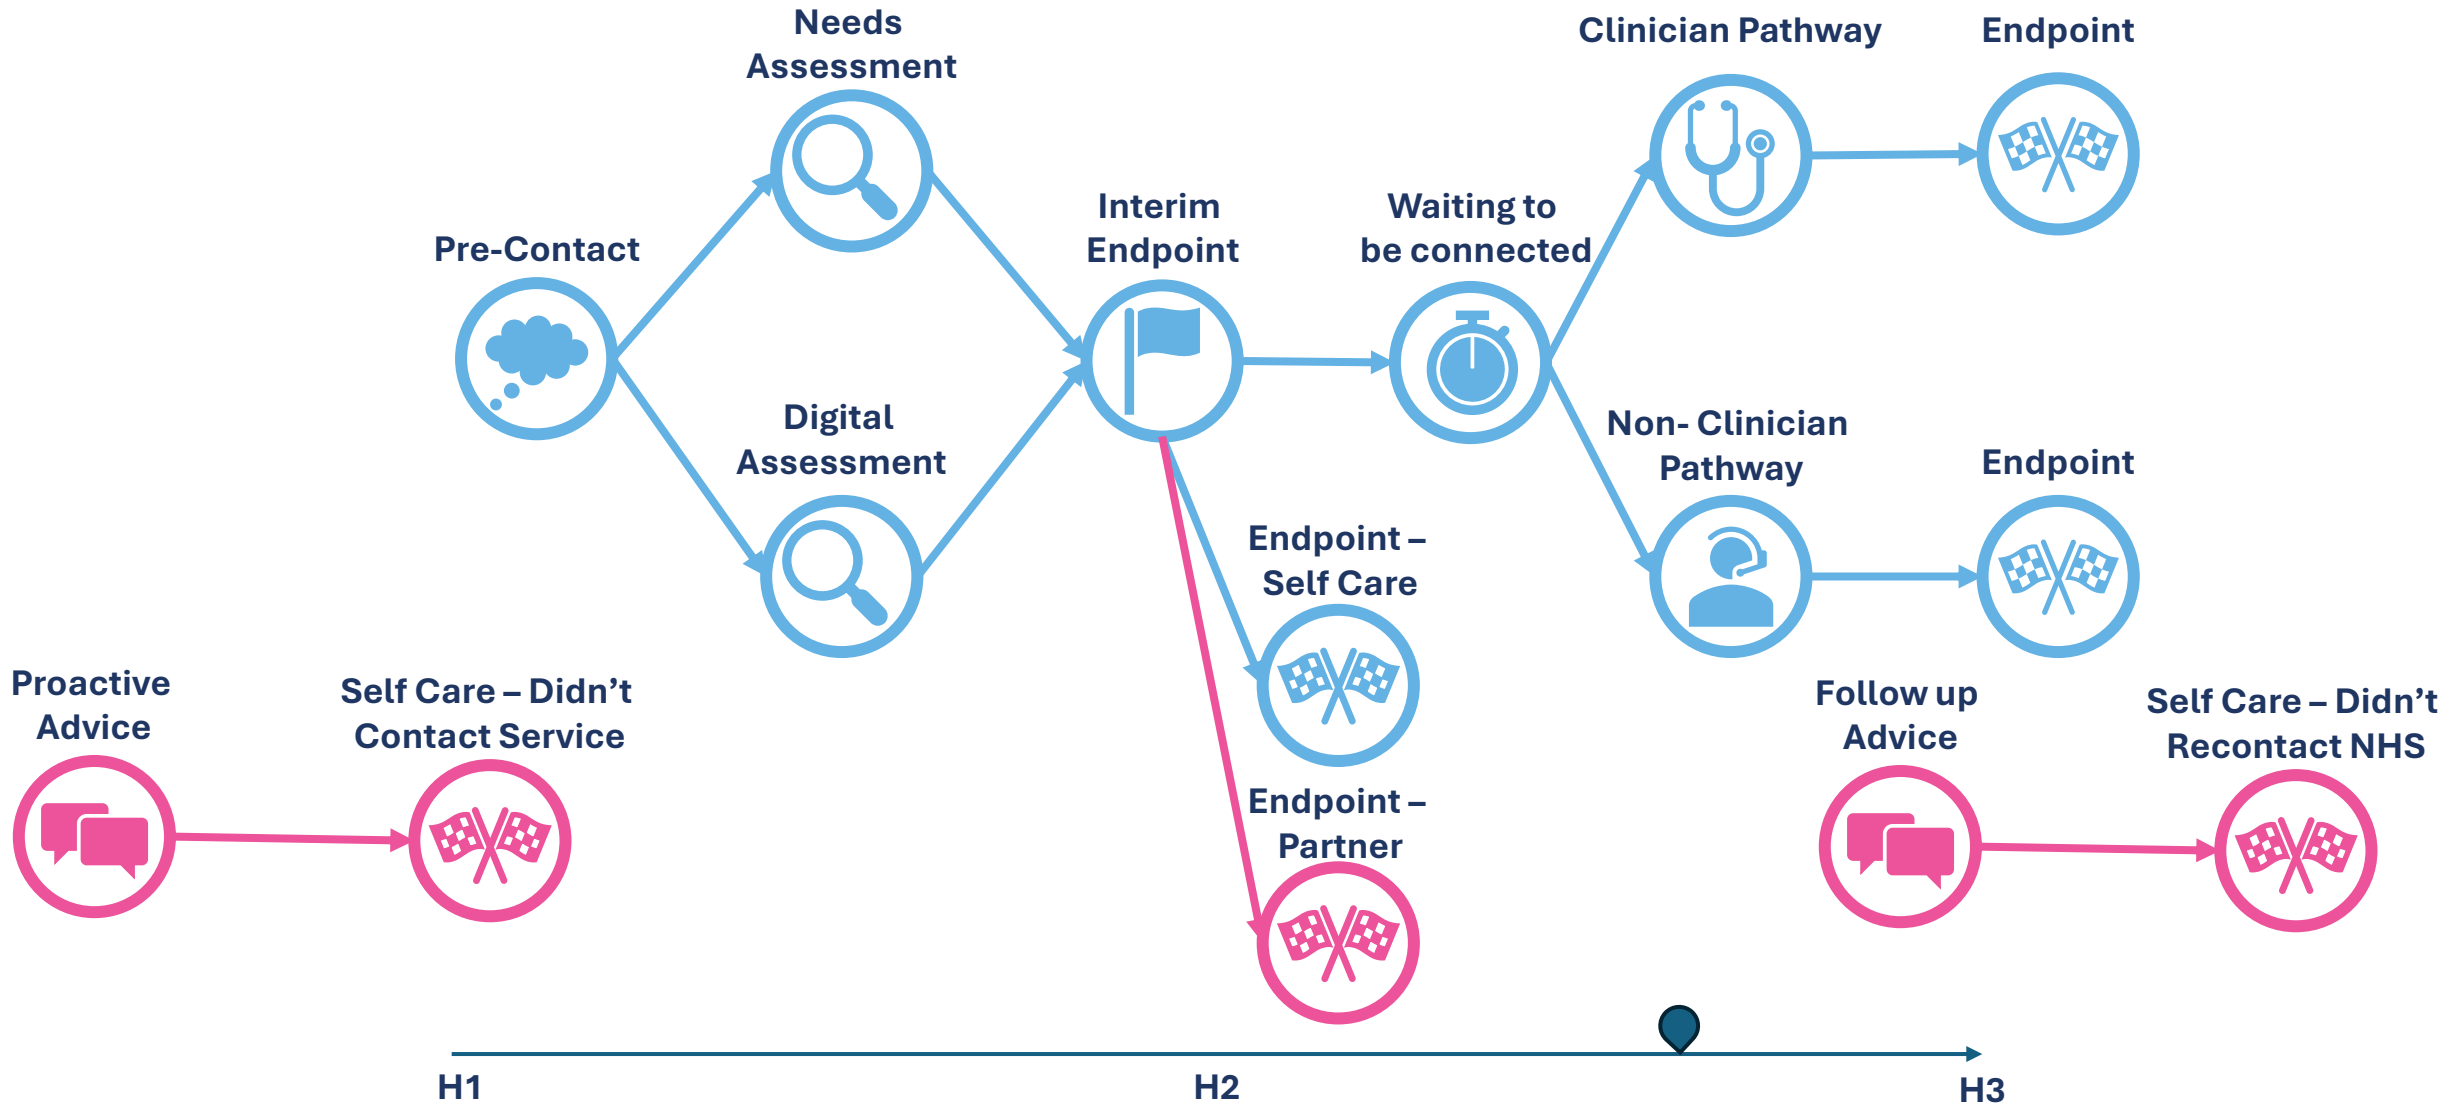 Needs
Assessment
Clinician Pathway
Endpoint
Pre-Contact
Interim
Endpoint
Waiting to
be connected
Digital
Assessment
Non- Clinician
Pathway
Endpoint
Endpoint –
Self Care
Proactive
Advice
Self Care – Didn’t
Contact Service
Follow up
Advice
Self Care – Didn’t
Recontact NHS
Endpoint –
Partner
H1
H2
H3